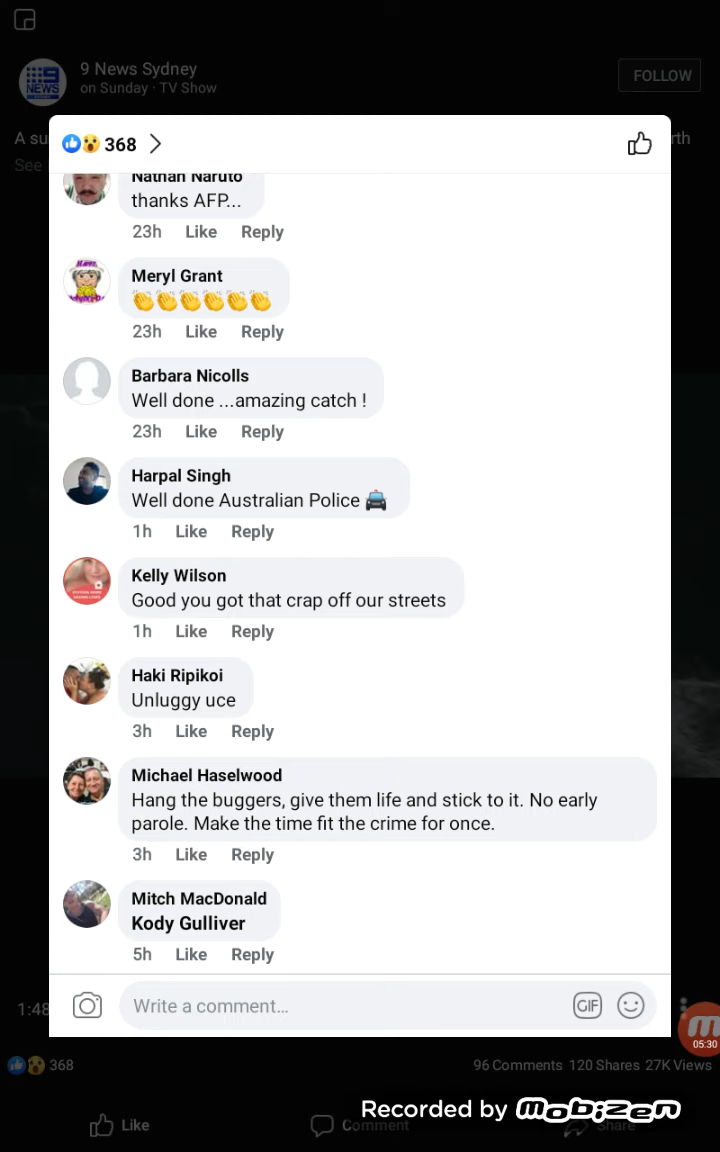 9 News Sydney
on Sunday · TV Show
FOLLOW
NEWS
A su
rth
See
368
Nathan Naruto
thanks AFP...
23h Like Reply
Meryl Grant
👏👏👏👏👏👏
23h Like Reply
Barbara Nicolls
Well done ...amazing catch !
23h Like Reply
Harpal Singh
Well done Australian Police 🚔
1h Like Reply
Kelly Wilson
Good you got that crap off our streets
1h Like Reply
Haki Ripikoi
Unluggy uce
3h Like Reply
Michael Haselwood
Hang the buggers, give them life and stick to it. No early
parole. Make the time fit the crime for once.
3h Like Reply
Mitch MacDonald
Kody Gulliver
5h Like Reply
Write a comment...
GIF
1:48
05:30
368
96 Comments 120 Shares 27K Views
Recorded by MOBIZEN
Like
Comment
Share